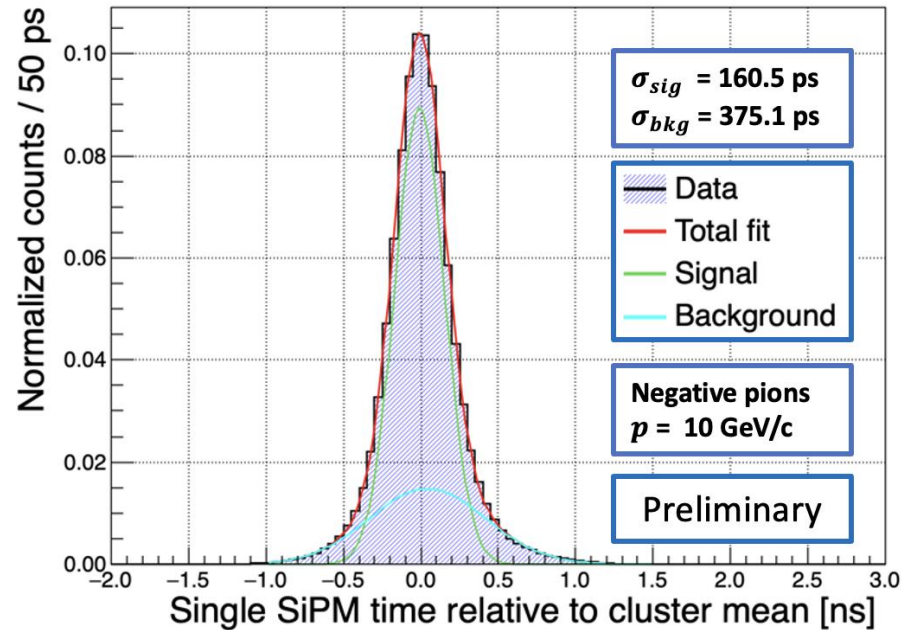 Normalized counts / 50 ps
0.10
0.08
0.06
0.04
0.02
0.00
σ_sig = 160.5 ps
σ_bkg = 375.1 ps
Data
Total fit
Signal
Background
Negative pions
p = 10 GeV/c
Preliminary
−2.0 −1.5 −1.0 −0.5 0.0 0.5 1.0 1.5 2.0 2.5 3.0
Single SiPM time relative to cluster mean [ns]